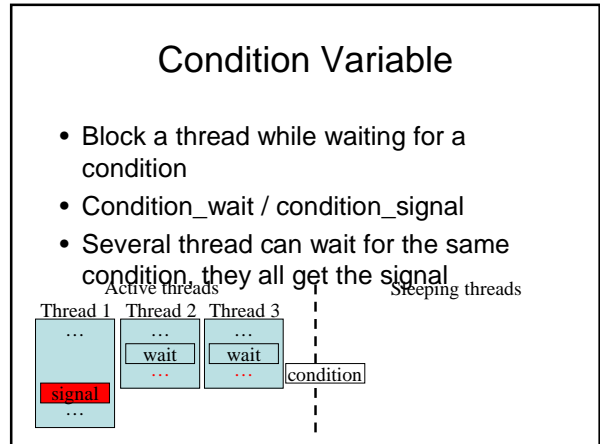 Condition Variable
• Block a thread while waiting for a
condition
• Condition_wait / condition_signal
• Several thread can wait for the same
condition, they all get the signal
Active threads
Sleeping threads
Thread 1 Thread 2 Thread 3
… … …
wait wait
… …
condition
signal
…